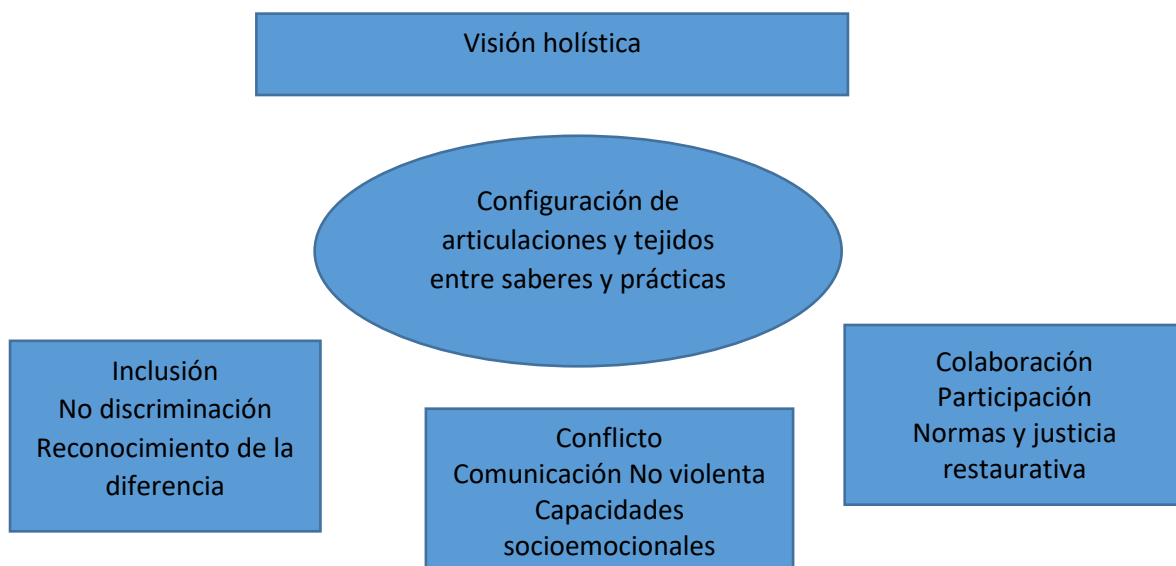 Visión holística
Configuración de
articulaciones y tejidos
entre saberes y prácticas
Inclusión
No discriminación
Reconocimiento de la
diferencia
Conflicto
Comunicación No violenta
Capacidades
socioemocionales
Colaboración
Participación
Normas y justicia
restaurativa